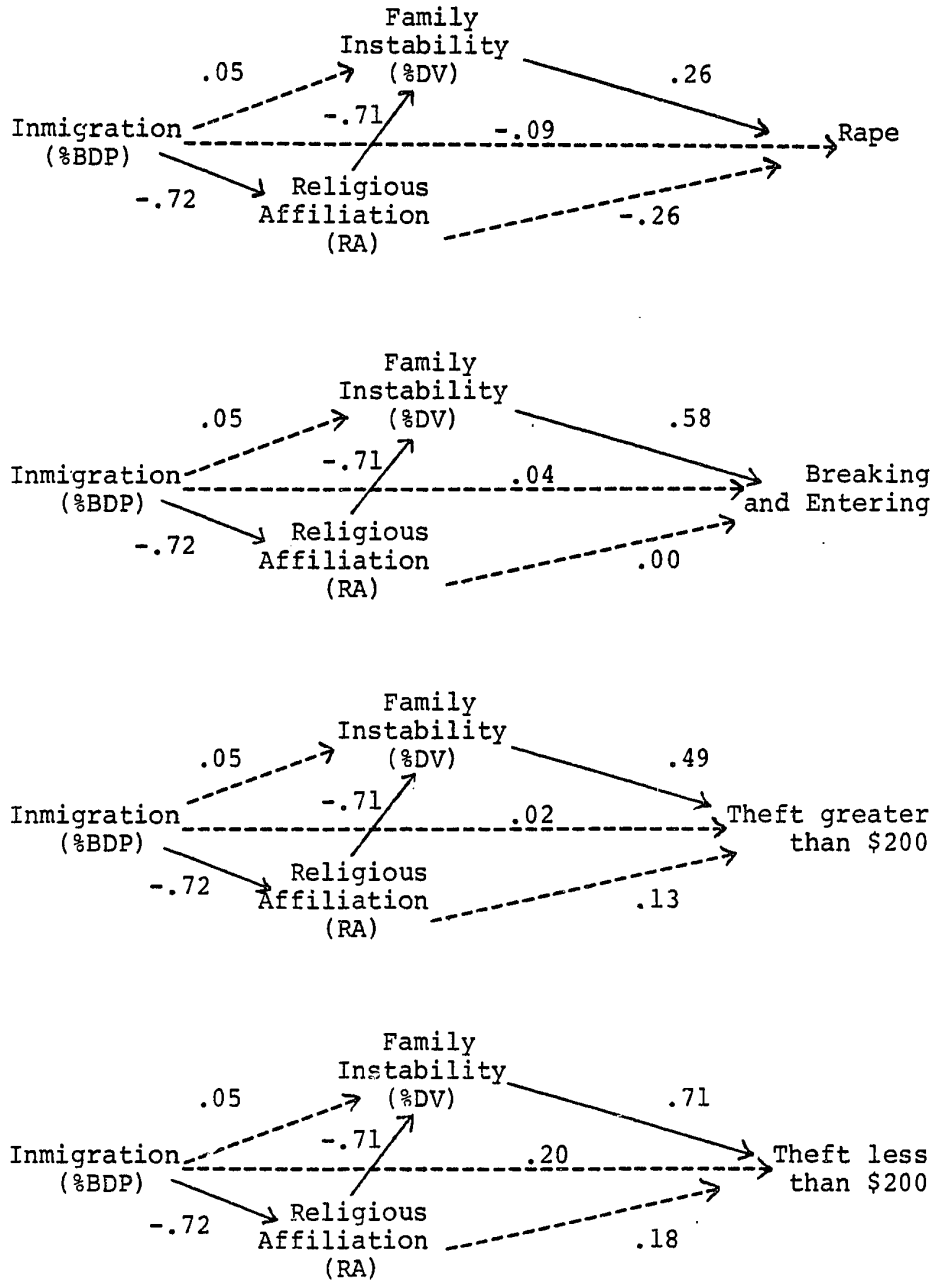 Family
Instability
(%DV)
.05
.26
-.71
-.09
Inmigration
(%BDP)
Rape
-.72
Religious
Affiliation
(RA)
-.26
Family
Instability
(%DV)
.05
.58
-.71
.04
Inmigration
(%BDP)
Breaking
and Entering
-.72
Religious
Affiliation
(RA)
.00
Family
Instability
(%DV)
.05
.49
-.71
.02
Inmigration
(%BDP)
Theft greater
than $200
-.72
Religious
Affiliation
(RA)
.13
Family
Instability
(%DV)
.05
.71
-.71
.20
Inmigration
(%BDP)
Theft less
than $200
-.72
Religious
Affiliation
(RA)
.18